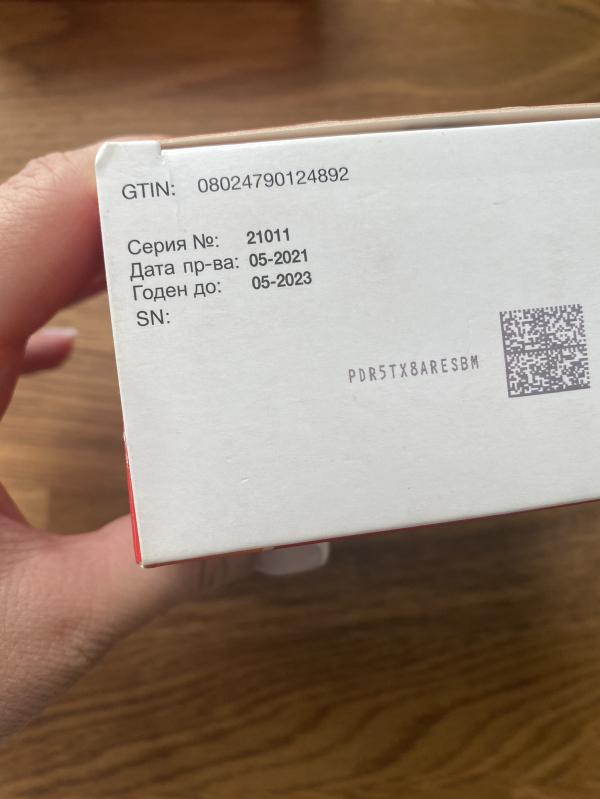 GTIN: 08024790124892
Серия №: 21011
Дата пр-ва: 05-2021
Годен до: 05-2023
SN:
PDR5TX8ARESBM